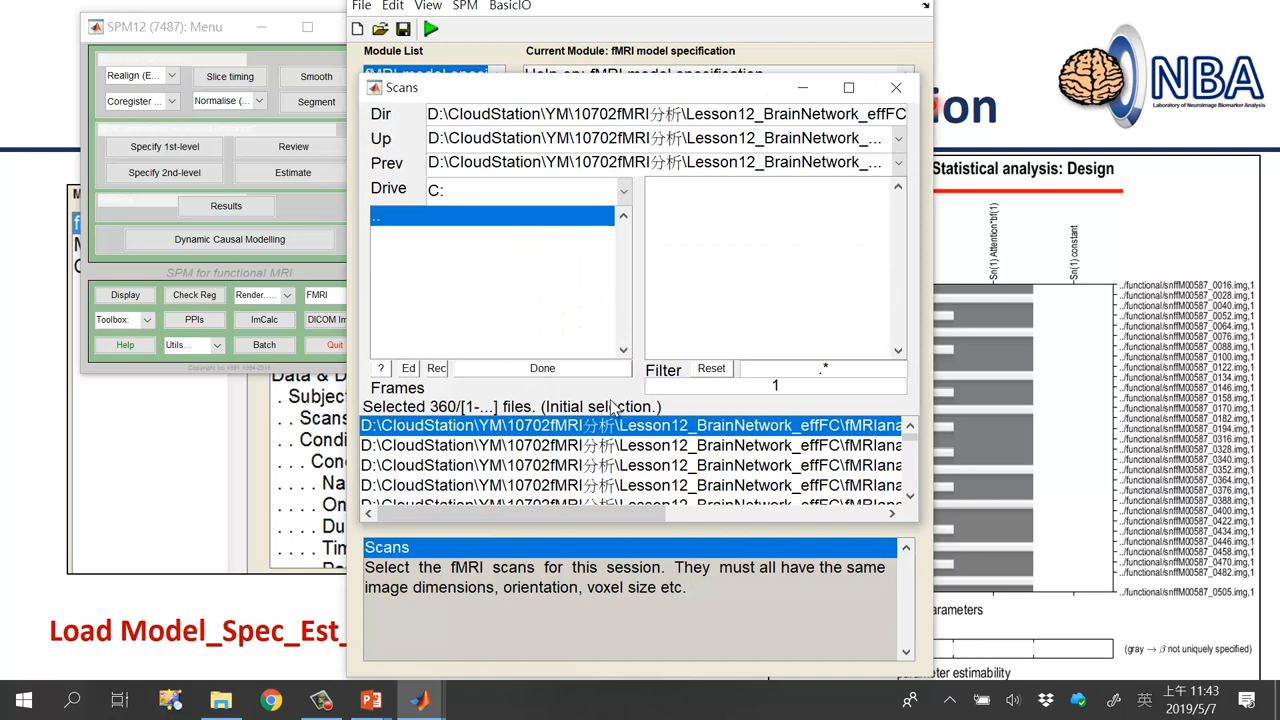 SPM12 (7487): Menu
Realign (E...
Slice timing
Smooth
Coregister ...
Normalise (...
Segment
Specify 1st-level
Review
Specify 2nd-level
Estimate
Results
Dynamic Causal Modelling
SPM for functional MRI
Display
Check Reg
Render....
FMRI
Toolbox:
PPIs
ImCalc
DICOM Im
Help
Utils...
Batch
Quit
File Edit View SPM BasicIO
Module List
Current Module: fMRI model specification
Scans
Dir
D:\CloudStation\YM\10702fMRI分析\Lesson12_BrainNetwork_effFC
Up
D:\CloudStation\YM\10702fMRI分析\Lesson12_BrainNetwork_...
Prev
D:\CloudStation\YM\10702fMRI分析\Lesson12_BrainNetwork_...
Drive
C:
..
?
Ed
Rec
Done
Filter
Reset
.*
Frames
1
Selected 360/[1-...] files. (Initial selection.)
D:\CloudStation\YM\10702fMRI分析\Lesson12_BrainNetwork_effFC\fMRIana
D:\CloudStation\YM\10702fMRI分析\Lesson12_BrainNetwork_effFC\fMRIana
D:\CloudStation\YM\10702fMRI分析\Lesson12_BrainNetwork_effFC\fMRIana
D:\CloudStation\YM\10702fMRI分析\Lesson12_BrainNetwork_effFC\fMRIana
Scans
Select the fMRI scans for this session. They must all have the same
image dimensions, orientation, voxel size etc.
Data & D
. Subject
. . Scans
. . Condi
. . . Con
. . . . Na
. . . . On
. . . . Du
. . . . Tim
Load Model_Spec_Est_
ion
NBA
Laboratory of Neuroimage Biomarker Analysis
Statistical analysis: Design
Sn(1) Attention*bf(1)
Sn(1) constant
../functional/snffM00587_0016.img,1
../functional/snffM00587_0028.img,1
../functional/snffM00587_0040.img,1
../functional/snffM00587_0052.img,1
../functional/snffM00587_0064.img,1
../functional/snffM00587_0076.img,1
../functional/snffM00587_0088.img,1
../functional/snffM00587_0100.img,1
../functional/snffM00587_0122.img,1
../functional/snffM00587_0134.img,1
../functional/snffM00587_0146.img,1
../functional/snffM00587_0158.img,1
../functional/snffM00587_0170.img,1
../functional/snffM00587_0182.img,1
../functional/snffM00587_0194.img,1
../functional/snffM00587_0316.img,1
../functional/snffM00587_0328.img,1
../functional/snffM00587_0340.img,1
../functional/snffM00587_0352.img,1
../functional/snffM00587_0364.img,1
../functional/snffM00587_0376.img,1
../functional/snffM00587_0388.img,1
../functional/snffM00587_0400.img,1
../functional/snffM00587_0422.img,1
../functional/snffM00587_0434.img,1
../functional/snffM00587_0446.img,1
../functional/snffM00587_0458.img,1
../functional/snffM00587_0470.img,1
../functional/snffM00587_0482.img,1
../functional/snffM00587_0505.img,1
parameters
(gray → β not uniquely specified)
parameter estimability
英
上午 11:43
2019/5/7